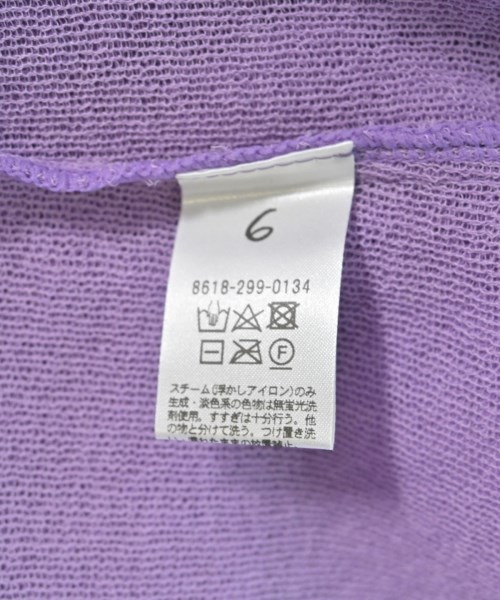 6
8618-299-0134
F
スチーム(浮かしアイロン)のみ
生成・淡色系の色物は無蛍光洗
剤使用。すすぎは十分行う。他
の物と分けて洗う。つけ置き洗